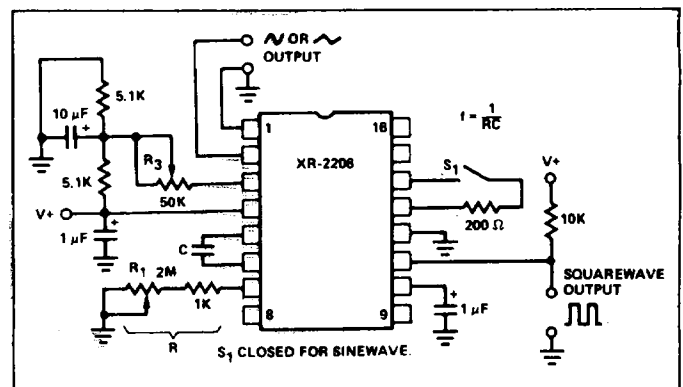 ∿ OR ⏦
OUTPUT
5.1K
10 µF
+
1
16
f = 1/RC
XR-2206
R3
S1
V+
5.1K
50K
V+
+
200 Ω
10K
1 µF
C
SQUAREWAVE
OUTPUT
R1 2M
1K
8
9
+
1 µF
R
S1 CLOSED FOR SINEWAVE.